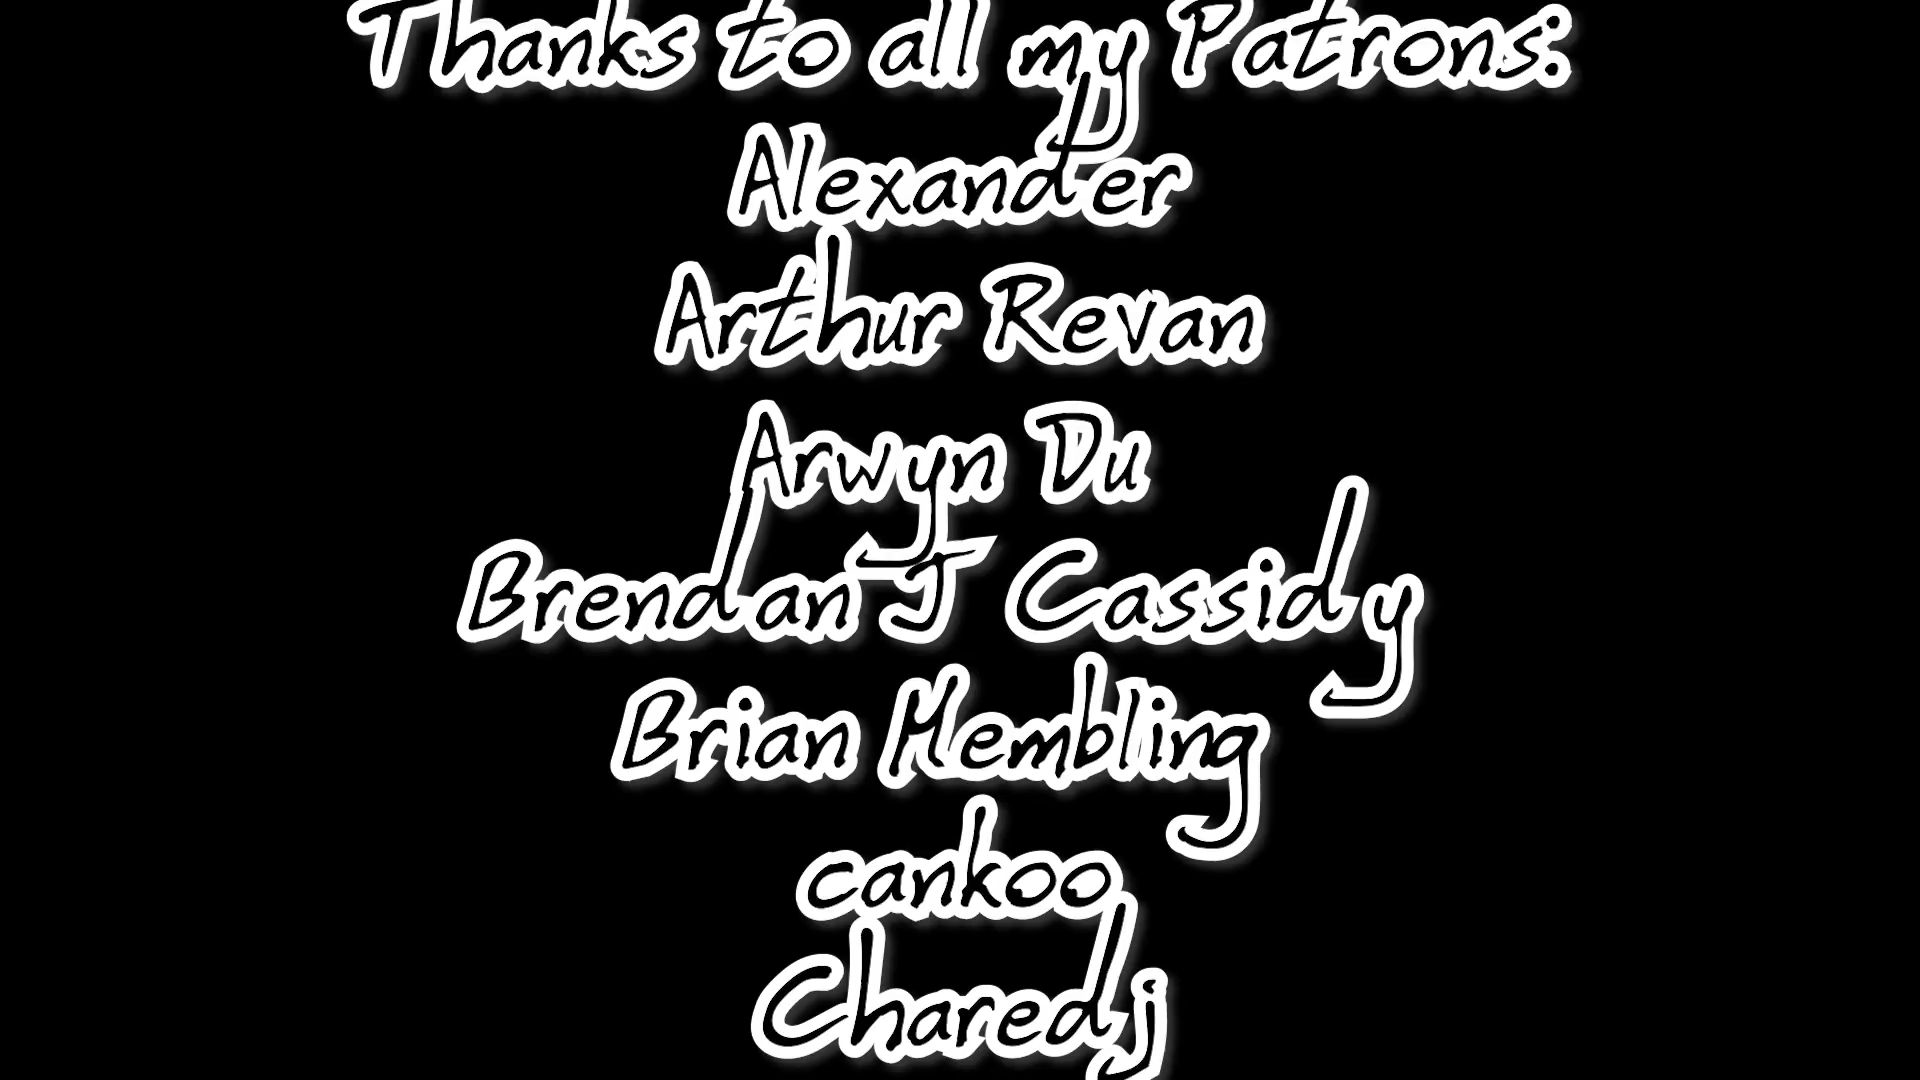 Thanks to all my Patrons:
Alexander
Arthur Revan
Arwyn Du
Brendan J Cassidy
Brian Hembling
cankoo
Charedj